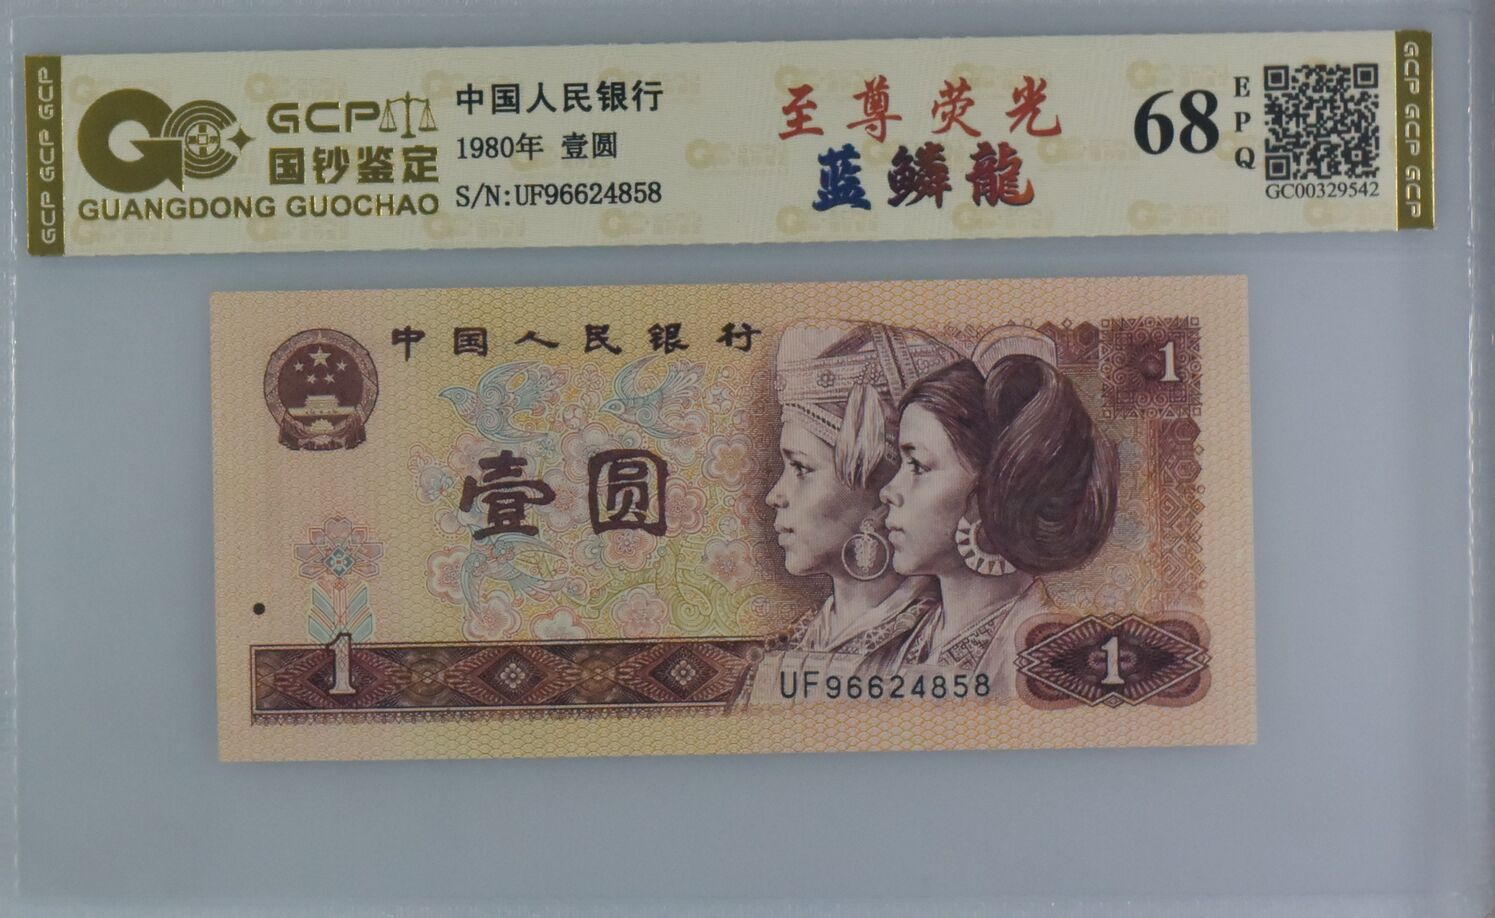 GCP GCP GCP
GCP
国钞鉴定
GUANGDONG GUOCHAO
中国人民银行
1980年 壹圆
S/N:UF96624858
至尊荧光
蓝鳞龍
68
EPQ
GC00329542
GCP GCP GCP
中国人民银行
1
壹圆
1
UF96624858
1